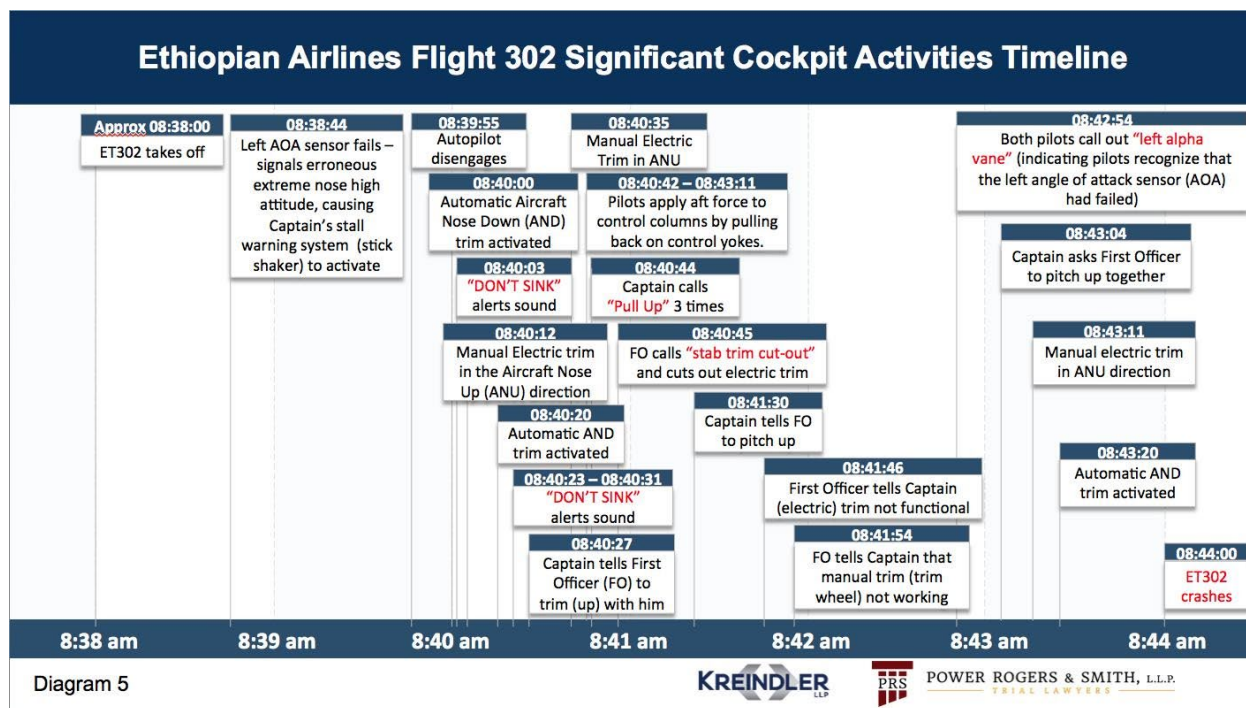 Ethiopian Airlines Flight 302 Significant Cockpit Activities Timeline
Approx 08:38:00
ET302 takes off
08:38:44
Left AOA sensor fails –
signals erroneous
extreme nose high
attitude, causing
Captain's stall
warning system (stick
shaker) to activate
08:39:55
Autopilot
disengages
08:40:00
Automatic Aircraft
Nose Down (AND)
trim activated
08:40:03
"DON'T SINK"
alerts sound
08:40:12
Manual Electric trim
in the Aircraft Nose
Up (ANU) direction
08:40:20
Automatic AND
trim activated
08:40:23 – 08:40:31
"DON'T SINK"
alerts sound
08:40:27
Captain tells First
Officer (FO) to
trim (up) with him
08:40:35
Manual Electric
Trim in ANU
08:40:42 – 08:43:11
Pilots apply aft force to
control columns by pulling
back on control yokes.
08:40:44
Captain calls
"Pull Up" 3 times
08:40:45
FO calls "stab trim cut-out"
and cuts out electric trim
08:41:30
Captain tells FO
to pitch up
08:41:46
First Officer tells Captain
(electric) trim not functional
08:41:54
FO tells Captain that
manual trim (trim
wheel) not working
08:42:54
Both pilots call out "left alpha
vane" (indicating pilots recognize that
the left angle of attack sensor (AOA)
had failed)
08:43:04
Captain asks First Officer
to pitch up together
08:43:11
Manual electric trim
in ANU direction
08:43:20
Automatic AND
trim activated
08:44:00
ET302
crashes
8:38 am
8:39 am
8:40 am
8:41 am
8:42 am
8:43 am
8:44 am
Diagram 5
KREINDLER
LLP
PRS
POWER ROGERS & SMITH, L.L.P.
TRIAL LAWYERS